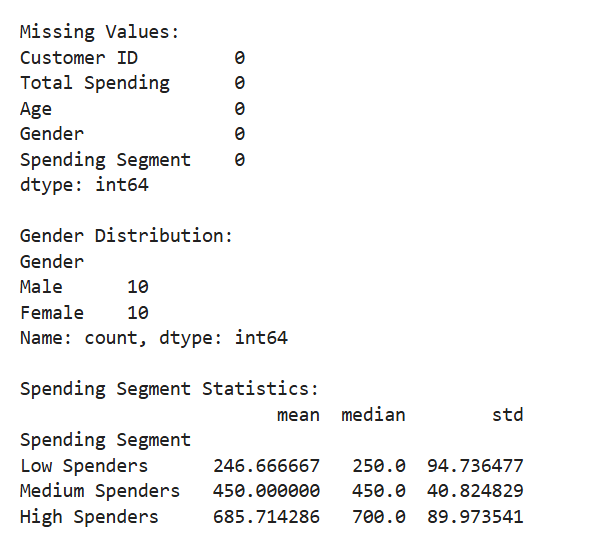 Missing Values:
Customer ID         0
Total Spending      0
Age                 0
Gender              0
Spending Segment    0
dtype: int64

Gender Distribution:
Gender
Male      10
Female    10
Name: count, dtype: int64

Spending Segment Statistics:
                        mean  median        std
Spending Segment
Low Spenders      246.666667   250.0  94.736477
Medium Spenders   450.000000   450.0  40.824829
High Spenders     685.714286   700.0  89.973541